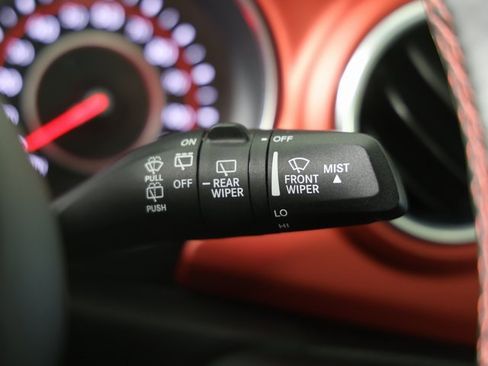 ON
PULL
OFF
PUSH
REAR
WIPER
OFF
FRONT
WIPER
MIST
LO
HI